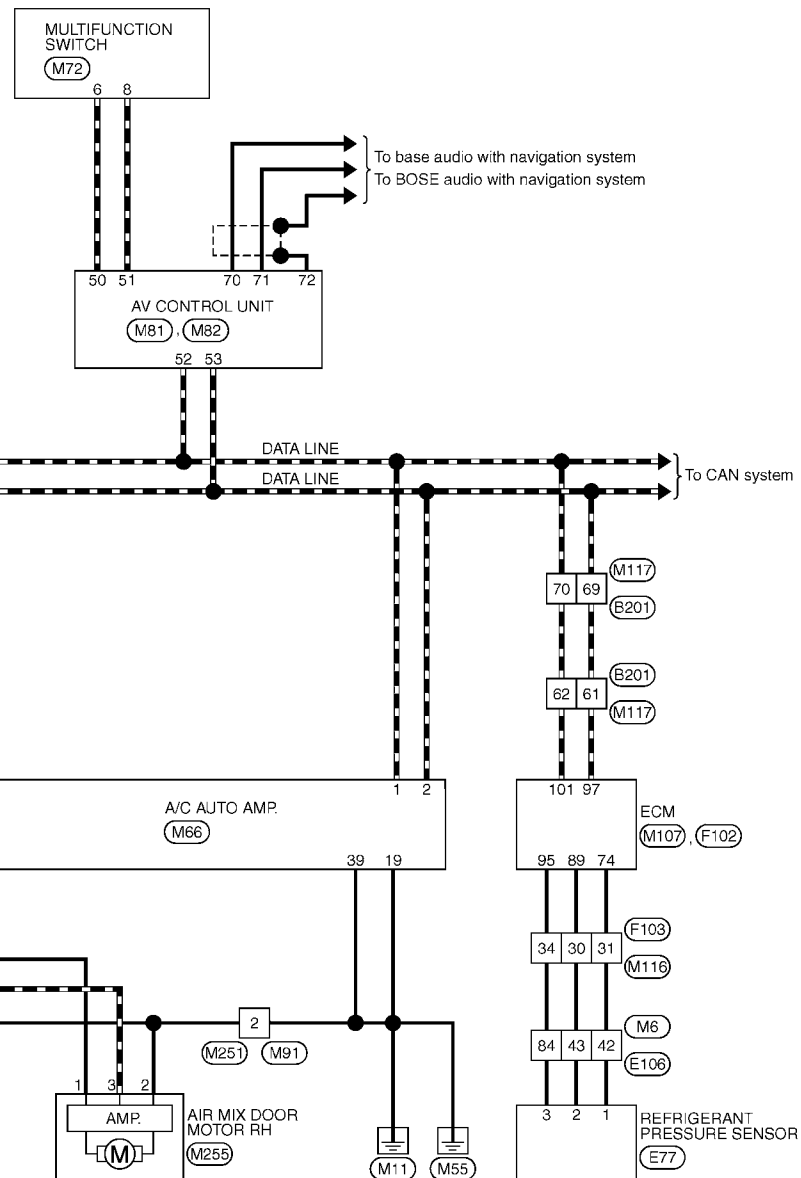 MULTIFUNCTION
SWITCH
M72
6 8
To base audio with navigation system
To BOSE audio with navigation system
50 51 70 71 72
AV CONTROL UNIT
M81 , M82
52 53
DATA LINE
DATA LINE
To CAN system
M117
70 69
B201
B201
62 61
M117
1 2
101 97
A/C AUTO AMP.
M66
ECM
M107 , F102
39 19
95 89 74
F103
34 30 31
M116
2
M251 M91
M6
84 43 42
E106
1 3 2
AMP.
M
AIR MIX DOOR
MOTOR RH
M255
M11 M55
3 2 1
REFRIGERANT
PRESSURE SENSOR
E77